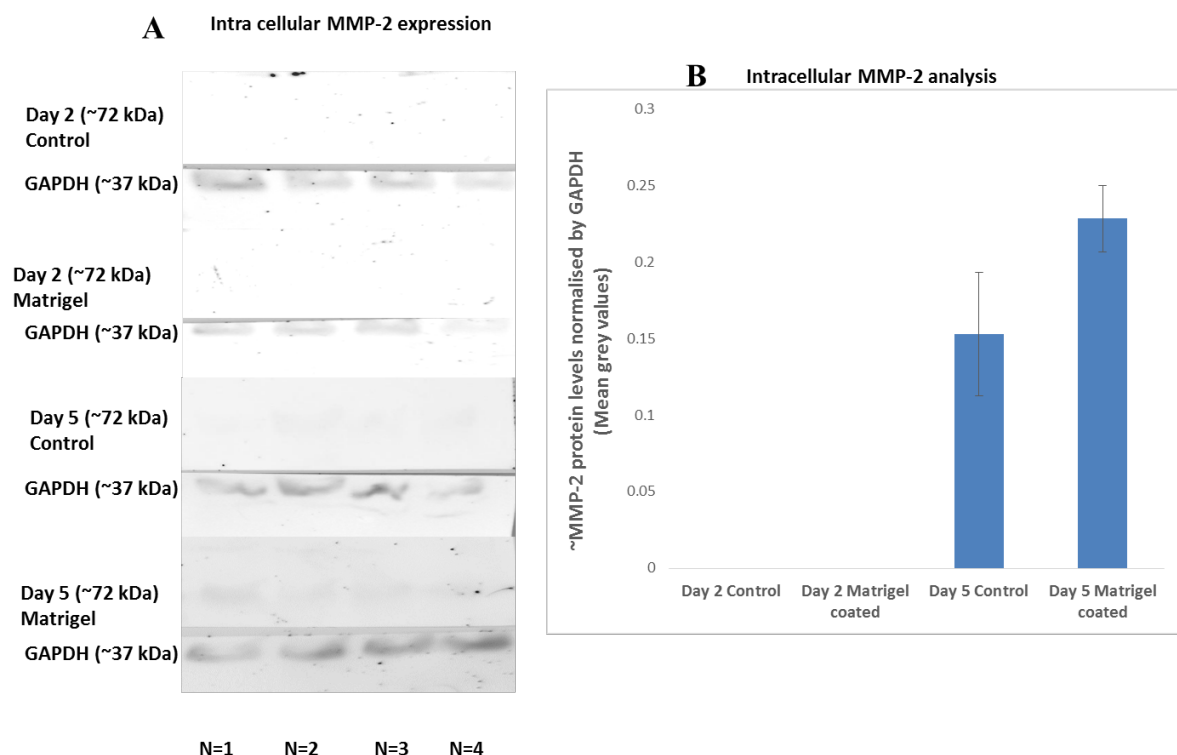 A
Intra cellular MMP-2 expression
Day 2 (~72 kDa)
Control
GAPDH (~37 kDa)
Day 2 (~72 kDa)
Matrigel
GAPDH (~37 kDa)
Day 5 (~72 kDa)
Control
GAPDH (~37 kDa)
Day 5 (~72 kDa)
Matrigel
GAPDH (~37 kDa)
N=1 N=2 N=3 N=4
B
Intracellular MMP-2 analysis
~MMP-2 protein levels normalised by GAPDH
(Mean grey values)
0.3
0.25
0.2
0.15
0.1
0.05
0
Day 2 Control
Day 2 Matrigel
coated
Day 5 Control
Day 5 Matrigel
coated